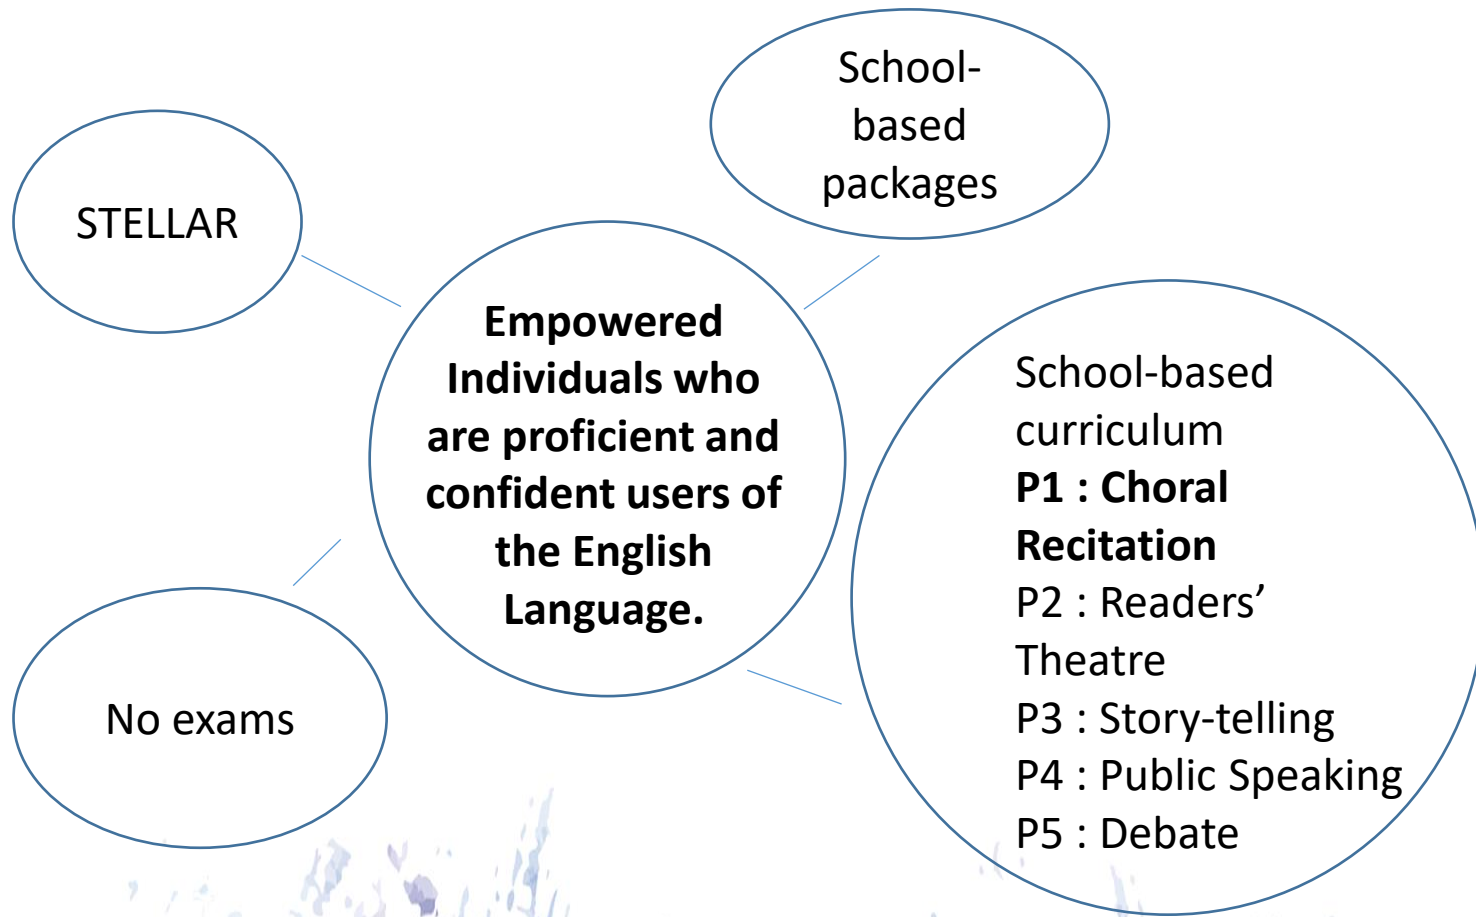 School-
based
packages
STELLAR
Empowered
Individuals who
are proficient and
confident users of
the English
Language.
School-based
curriculum
P1 : Choral
Recitation
P2 : Readers’
Theatre
P3 : Story-telling
P4 : Public Speaking
P5 : Debate
No exams